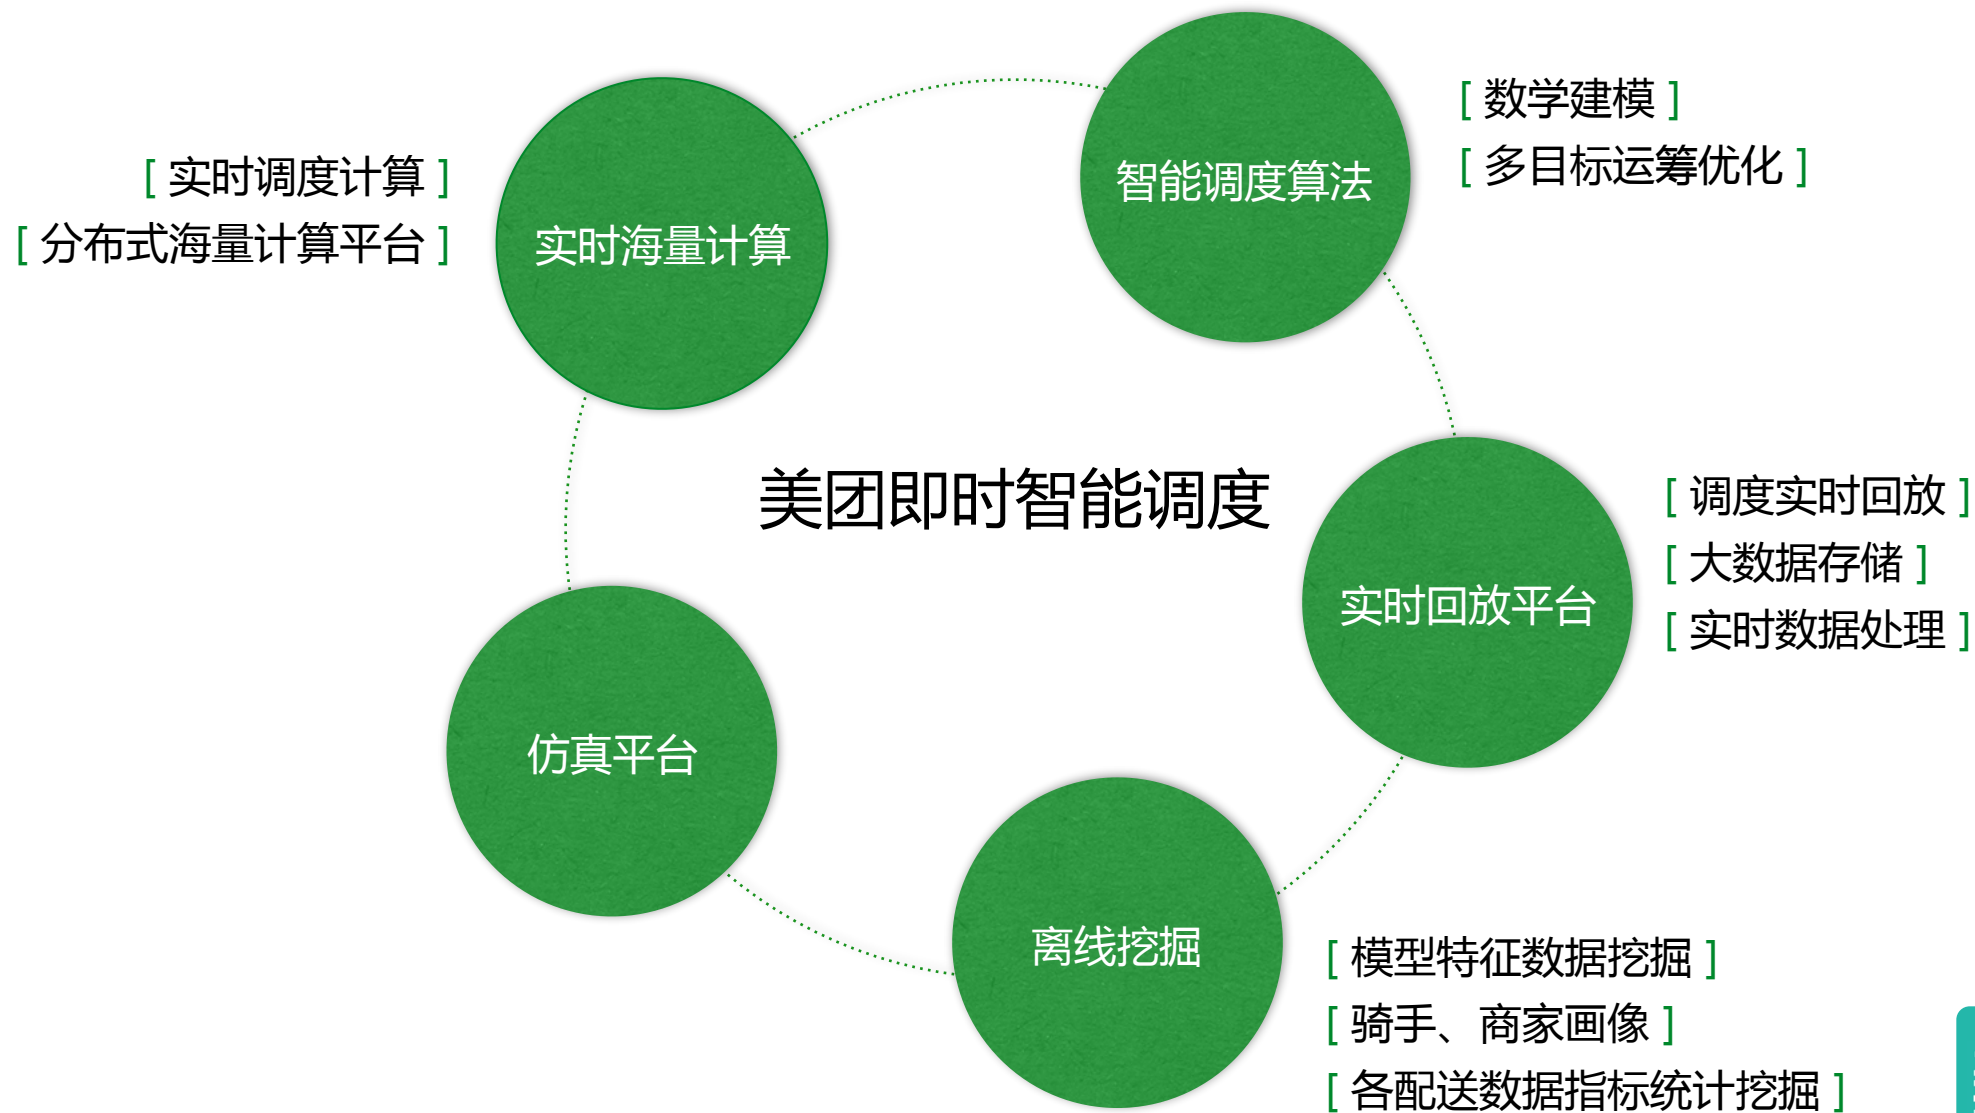 [ 数学建模 ]
[ 多目标运筹优化 ]
智能调度算法
[ 实时调度计算 ]
[ 分布式海量计算平台 ]
实时海量计算
美团即时智能调度
[ 调度实时回放 ]
[ 大数据存储 ]
[ 实时数据处理 ]
实时回放平台
仿真平台
离线挖掘
[ 模型特征数据挖掘 ]
[ 骑手、商家画像 ]
[ 各配送数据指标统计挖掘 ]